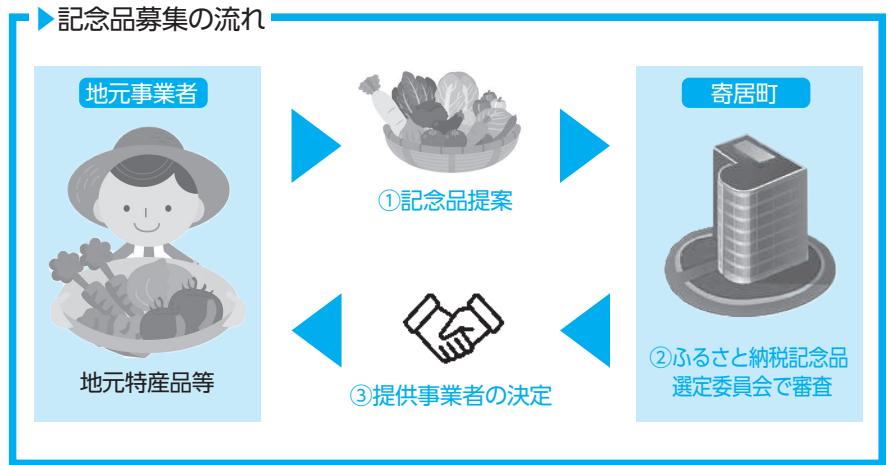 ▶記念品募集の流れ
地元事業者
地元特産品等
①記念品提案
寄居町
②ふるさと納税記念品
選定委員会で審査
③提供事業者の決定